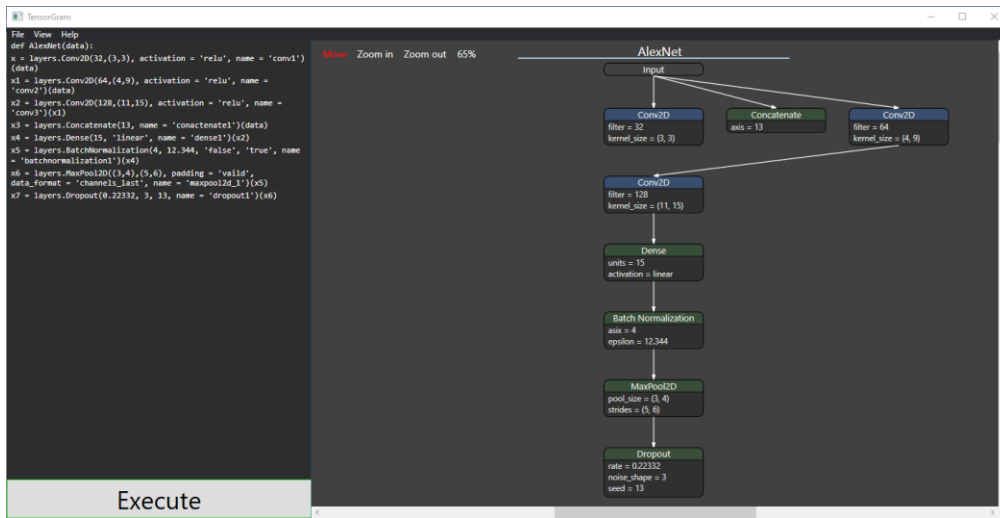 TensorGram
File View Help
def AlexNet(data):
x = layers.Conv2D(32,(3,3), activation = 'relu', name = 'conv1')
(data)
x1 = layers.Conv2D(64,(4,9), activation = 'relu', name =
'conv2')(data)
x2 = layers.Conv2D(128,(11,15), activation = 'relu', name =
'conv3')(x1)
x3 = layers.Concatenate(13, name = 'conactenate1')(data)
x4 = layers.Dense(15, 'linear', name = 'dense1')(x2)
x5 = layers.BatchNormalization(4, 12.344, 'false', 'true', name
= 'batchnormalization1')(x4)
x6 = layers.MaxPool2D((3,4),(5,6), padding = 'vaild',
data_format = 'channels_last', name = 'maxpool2d_1')(x5)
x7 = layers.Dropout(0.22332, 3, 13, name = 'dropout1')(x6)
Execute
Move Zoom in Zoom out 65%
AlexNet
Input
Conv2D
filter = 32
kernel_size = (3, 3)
Concatenate
axis = 13
Conv2D
filter = 64
kernel_size = (4, 9)
Conv2D
filter = 128
kernel_size = (11, 15)
Dense
units = 15
activation = linear
Batch Normalization
asix = 4
epsilon = 12.344
MaxPool2D
pool_size = (3, 4)
strides = (5, 6)
Dropout
rate = 0.22332
noise_shape = 3
seed = 13